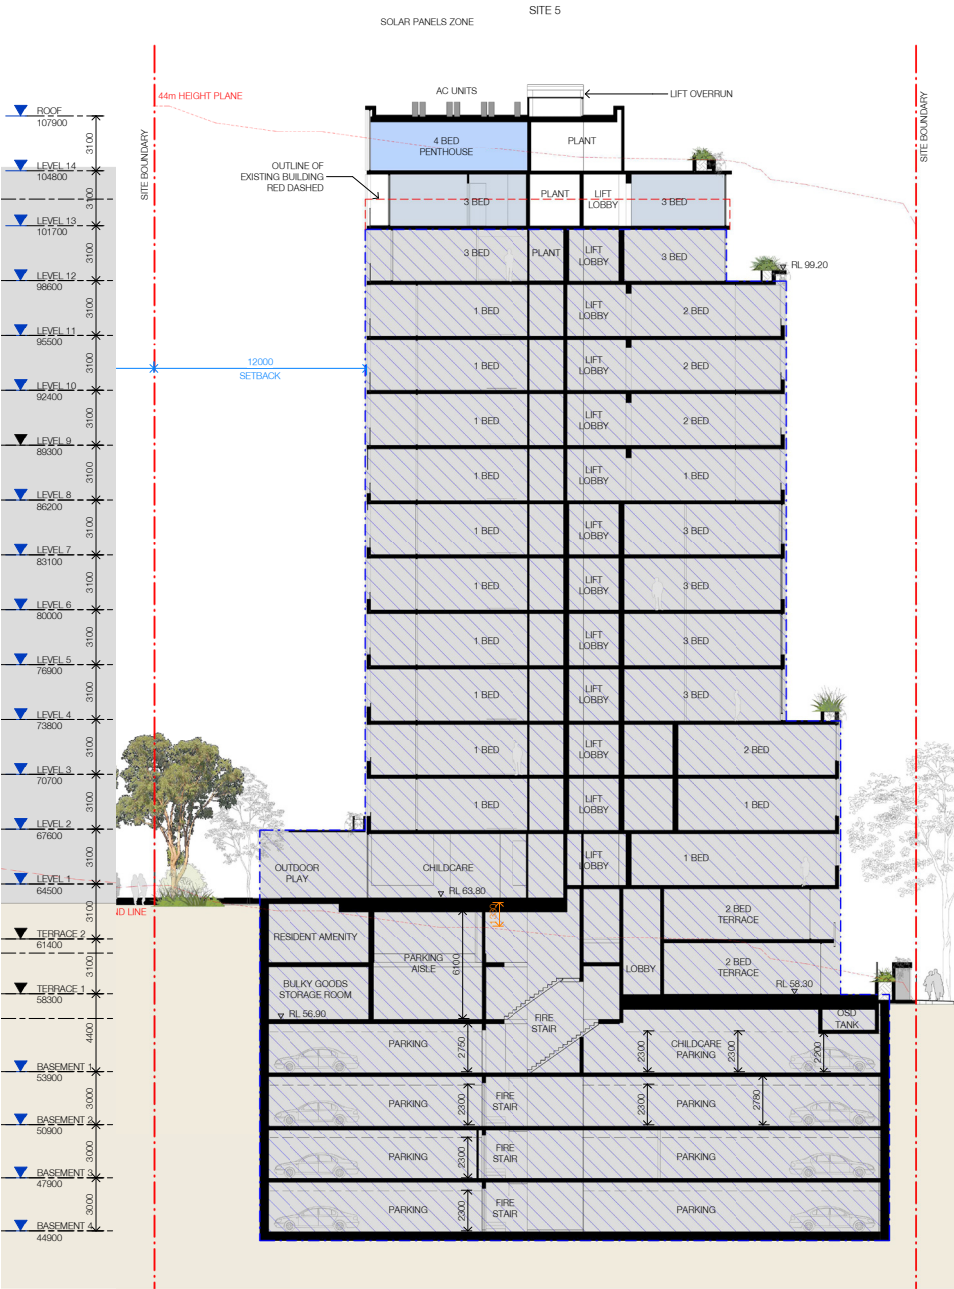 SITE 5
SOLAR PANELS ZONE
44m HEIGHT PLANE
AC UNITS
LIFT OVERRUN
SITE BOUNDARY
SITE BOUNDARY
ROOF
107900
3100
4 BED
PENTHOUSE
PLANT
OUTLINE OF
EXISTING BUILDING
RED DASHED
LEVEL 14
104800
3100
3 BED
PLANT
LIFT
LOBBY
3 BED
LEVEL 13
101700
3100
3 BED
PLANT
LIFT
LOBBY
3 BED
RL 99.20
LEVEL 12
98600
3100
1 BED
LIFT
LOBBY
2 BED
LEVEL 11
95500
3100
12000
SETBACK
1 BED
LIFT
LOBBY
2 BED
LEVEL 10
92400
3100
1 BED
LIFT
LOBBY
2 BED
LEVEL 9
89300
3100
1 BED
LIFT
LOBBY
1 BED
LEVEL 8
86200
3100
1 BED
LIFT
LOBBY
3 BED
LEVEL 7
83100
3100
1 BED
LIFT
LOBBY
3 BED
LEVEL 6
80000
3100
1 BED
LIFT
LOBBY
3 BED
LEVEL 5
76900
3100
1 BED
LIFT
LOBBY
3 BED
LEVEL 4
73800
3100
1 BED
LIFT
LOBBY
2 BED
LEVEL 3
70700
3100
1 BED
LIFT
LOBBY
1 BED
LEVEL 2
67600
3100
OUTDOOR
PLAY
CHILDCARE
LIFT
LOBBY
1 BED
LEVEL 1
64500
RL 63.80
3100
ND LINE
RESIDENT AMENITY
2 BED
TERRACE
TERRACE 2
61400
3100
PARKING
AISLE
6100
LOBBY
2 BED
TERRACE
BULKY GOODS
STORAGE ROOM
RL 58.30
TERRACE 1
58300
RL 56.90
FIRE
STAIR
OSD
TANK
4400
PARKING
2750
2300
CHILDCARE
PARKING
2300
2200
BASEMENT 1
53900
3000
PARKING
2300
FIRE
STAIR
2300
PARKING
2780
BASEMENT 2
50900
3000
PARKING
2300
FIRE
STAIR
PARKING
BASEMENT 3
47900
3000
PARKING
2300
FIRE
STAIR
PARKING
BASEMENT 4
44900